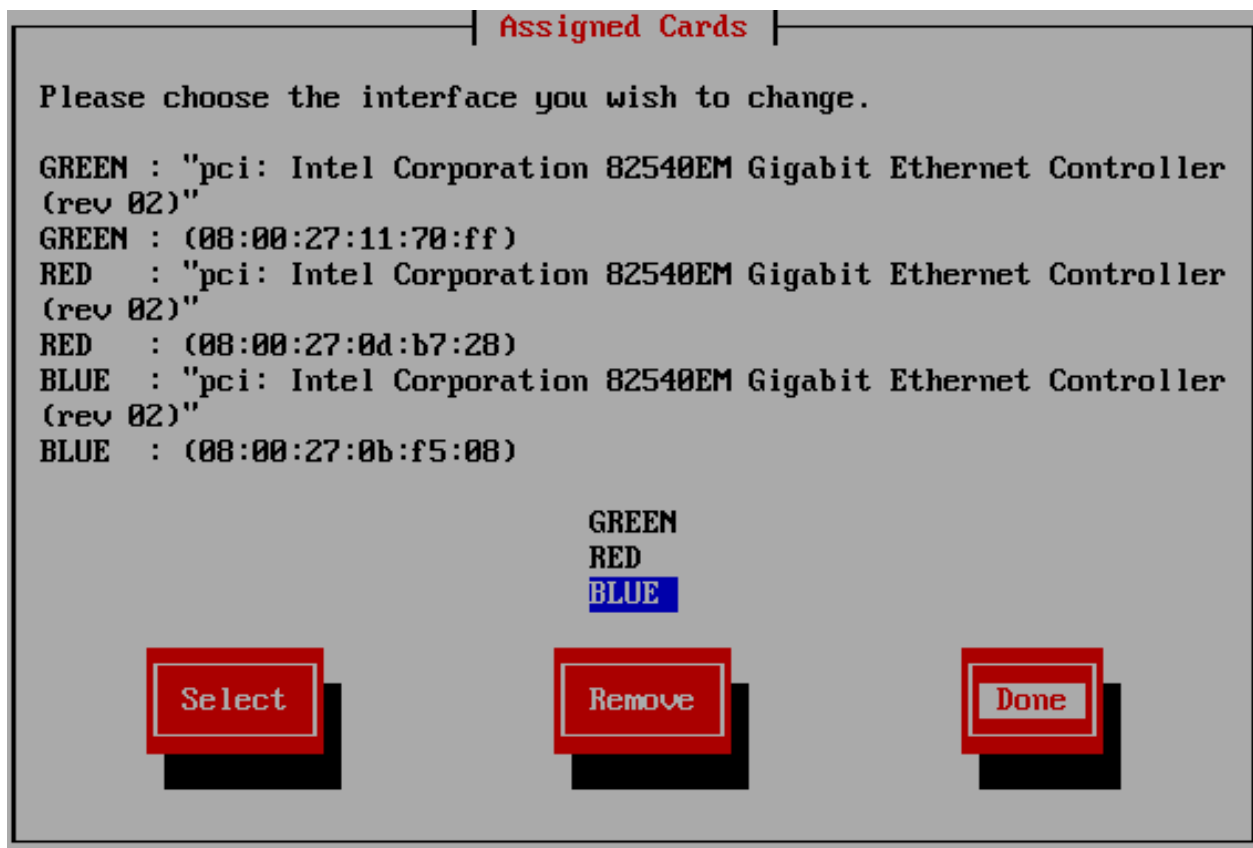 Assigned Cards
Please choose the interface you wish to change.
GREEN : "pci: Intel Corporation 82540EM Gigabit Ethernet Controller
(rev 02)"
GREEN : (08:00:27:11:70:ff)
RED   : "pci: Intel Corporation 82540EM Gigabit Ethernet Controller
(rev 02)"
RED   : (08:00:27:0d:b7:28)
BLUE  : "pci: Intel Corporation 82540EM Gigabit Ethernet Controller
(rev 02)"
BLUE  : (08:00:27:0b:f5:08)
GREEN
RED
BLUE
Select Remove Done